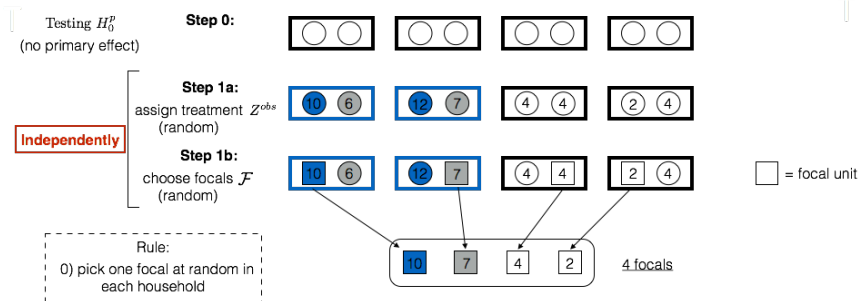 Testing $H_0^p$
(no primary effect)
Step 0:
Step 1a:
assign treatment $Z^{obs}$
(random)
10 6 12 7 4 4 2 4
Independently
Step 1b:
choose focals $\mathcal{F}$
(random)
10 6 12 7 4 4 2 4
= focal unit
Rule:
0) pick one focal at random in
each household
10 7 4 2
4 focals